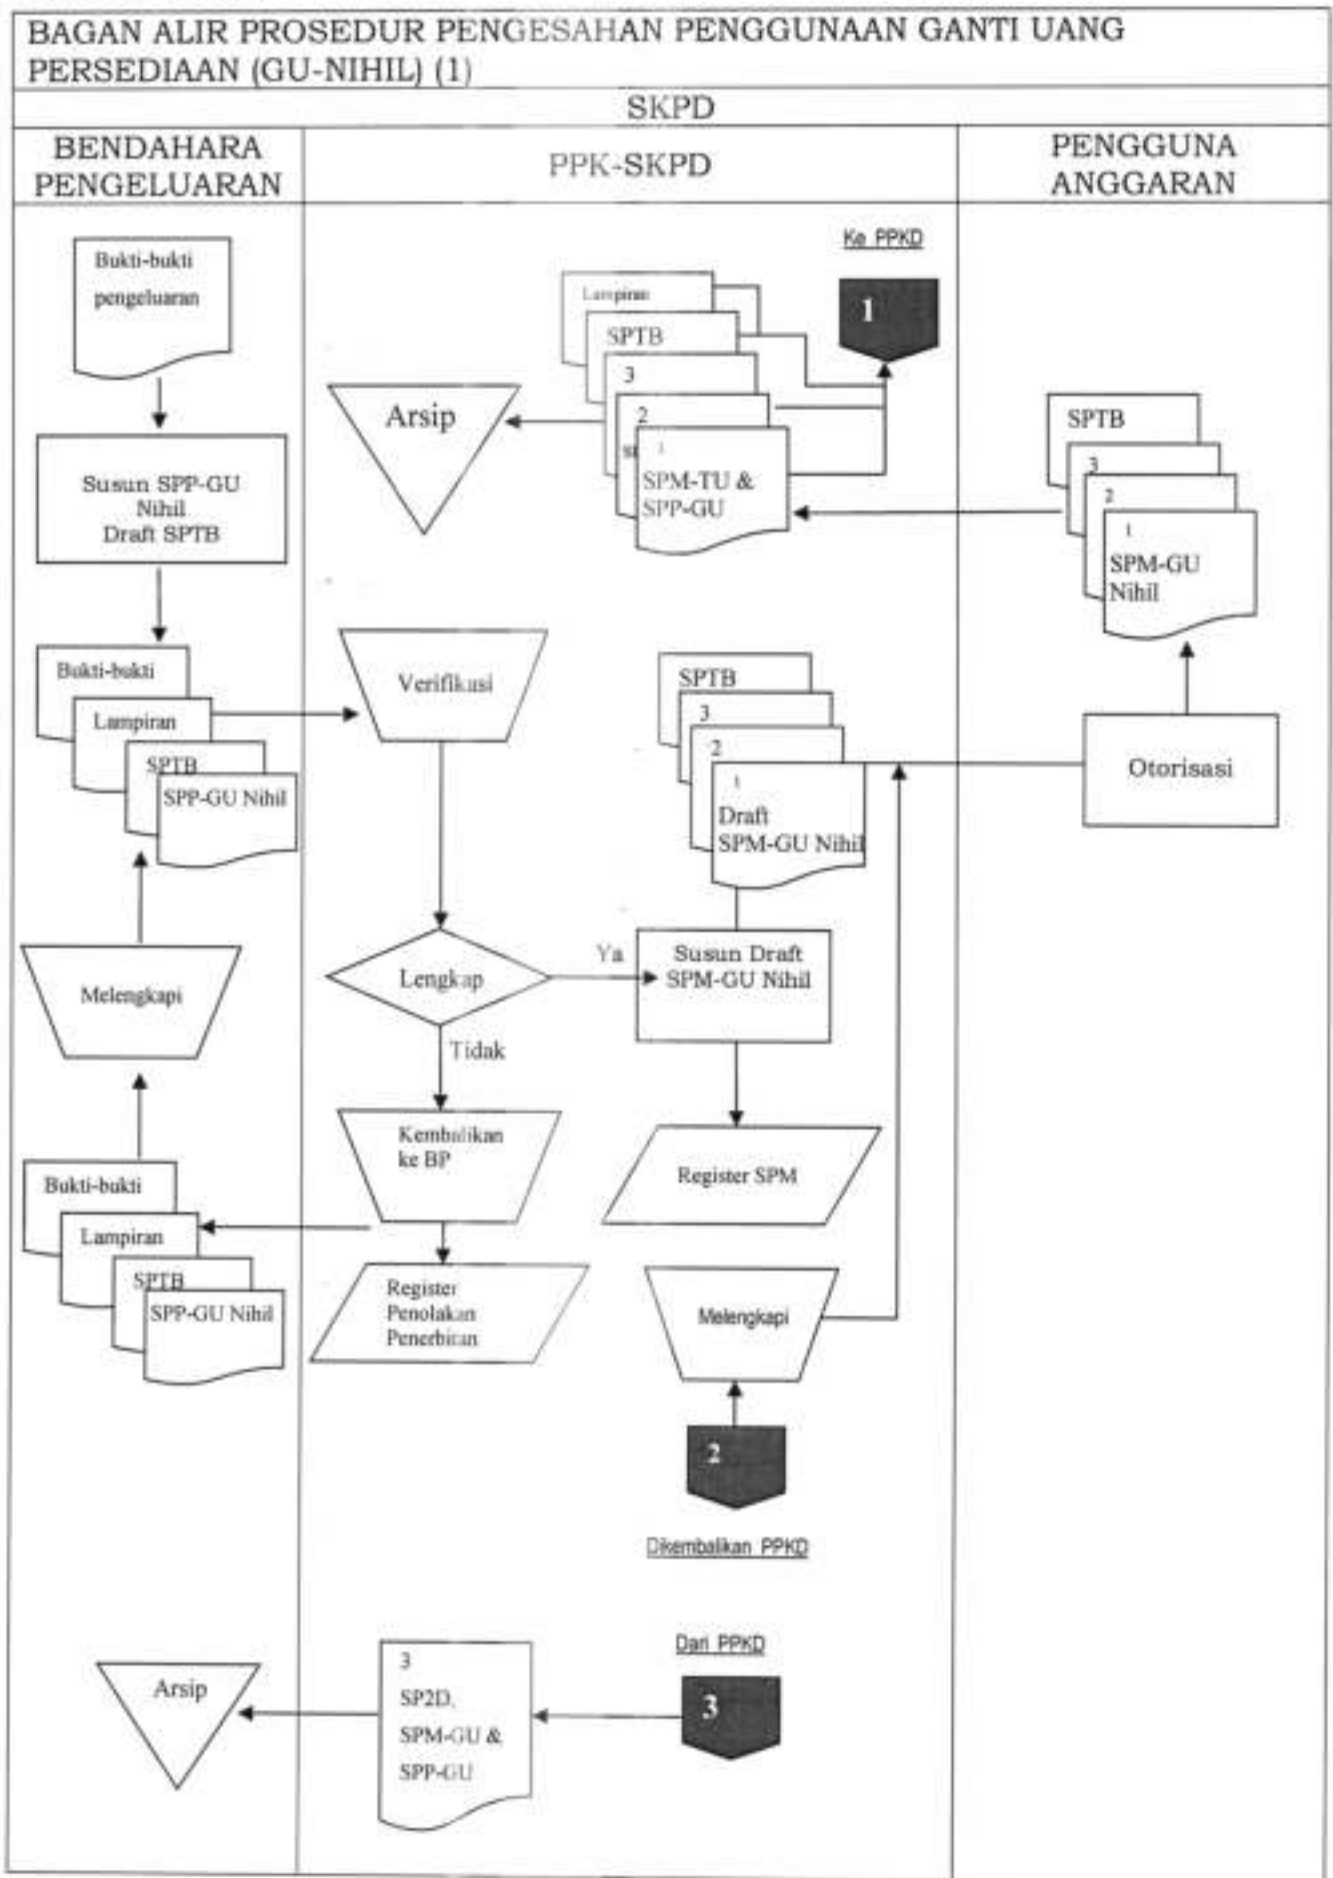 BAGAN ALIR PROSEDUR PENGESAHAN PENGGUNAAN GANTI UANG
PERSEDIAAN (GU-NIHIL) (1)
SKPD
BENDAHARA
PENGELUARAN
PPK-SKPD
PENGGUNA
ANGGARAN
Bukti-bukti
pengeluaran
Susun SPP-GU
Nihil
Draft SPTB
Bukti-bukti
Lampiran
SPTB
SPP-GU Nihil
Melengkapi
Bukti-bukti
Lampiran
SPTB
SPP-GU Nihil
Arsip
Ke PPKD
1
Lampiran
SPTB
3
2
1
SPM-TU &
SPP-GU
Arsip
Verifikasi
Lengkap
Ya
Tidak
Kembalikan
ke BP
Register
Penolakan
Penerbitan
SPTB
3
2
1
Draft
SPM-GU Nihil
Susun Draft
SPM-GU Nihil
Register SPM
Melengkapi
2
Dikembalikan PPKD
Dari PPKD
3
3
SP2D,
SPM-GU &
SPP-GU
SPTB
3
2
1
SPM-GU
Nihil
Otorisasi